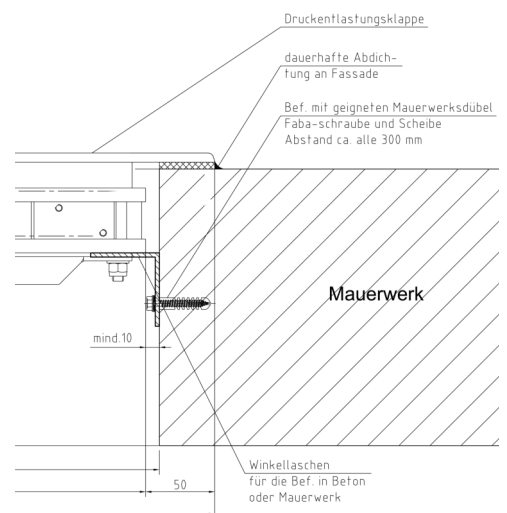 Druckentlastungsklappe
dauerhafte Abdich-
tung an Fassade
Bef. mit geigneten Mauerwerksdübel
Faba-schraube und Scheibe
Abstand ca. alle 300 mm
Mauerwerk
mind.10
Winkellaschen
für die Bef. in Beton
oder Mauerwerk
50